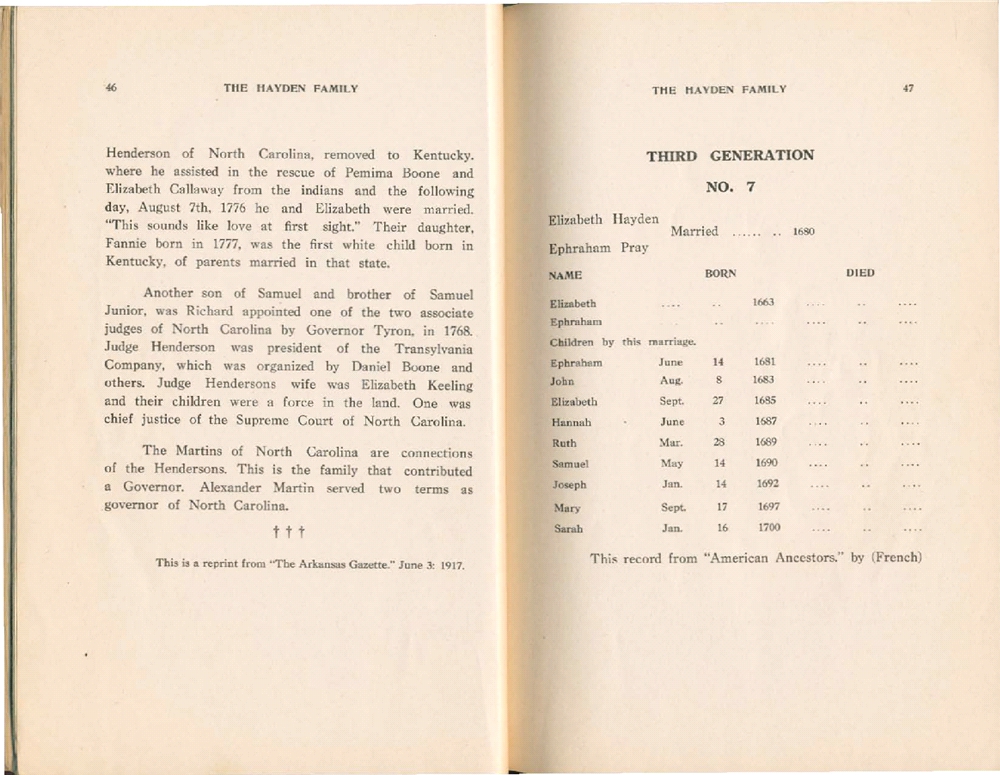 46
THE HAYDEN FAMILY
Henderson of North Carolina, removed to Kentucky.
where he assisted in the rescue of Pemima Boone and
Elizabeth Callaway from the indians and the following
day, August 7th, 1776 he and Elizabeth were married.
"This sounds like love at first sight." Their daughter,
Fannie born in 1777, was the first white child born in
Kentucky, of parents married in that state.
Another son of Samuel and brother of Samuel
Junior, was Richard appointed one of the two associate
judges of North Carolina by Governor Tyron, in 1768.
Judge Henderson was president of the Transylvania
Company, which was organized by Daniel Boone and
others. Judge Hendersons wife was Elizabeth Keeling
and their children were a force in the land. One was
chief justice of the Supreme Court of North Carolina.
The Martins of North Carolina are connections
of the Hendersons. This is the family that contributed
a Governor. Alexander Martin served two terms as
governor of North Carolina.
†††
This is a reprint from "The Arkansas Gazette." June 3: 1917.
THE HAYDEN FAMILY
47
THIRD GENERATION
NO. 7
Elizabeth Hayden
Married ...... .. 1680
Ephraham Pray
NAME BORN DIED
Elizabeth .... .. 1663 .... .. ....
Ephraham .. .. .... .... .. ....
Children by this marriage.
Ephraham June 14 1681 .... .. ....
John Aug. 8 1683 .... .. ....
Elizabeth Sept. 27 1685 .... .. ....
Hannah June 3 1687 .... .. ....
Ruth Mar. 28 1689 .... .. ....
Samuel May 14 1690 .... .. ....
Joseph Jan. 14 1692 .... .. ....
Mary Sept. 17 1697 .... .. ....
Sarah Jan. 16 1700 .... .. ....
This record from "American Ancestors." by (French)